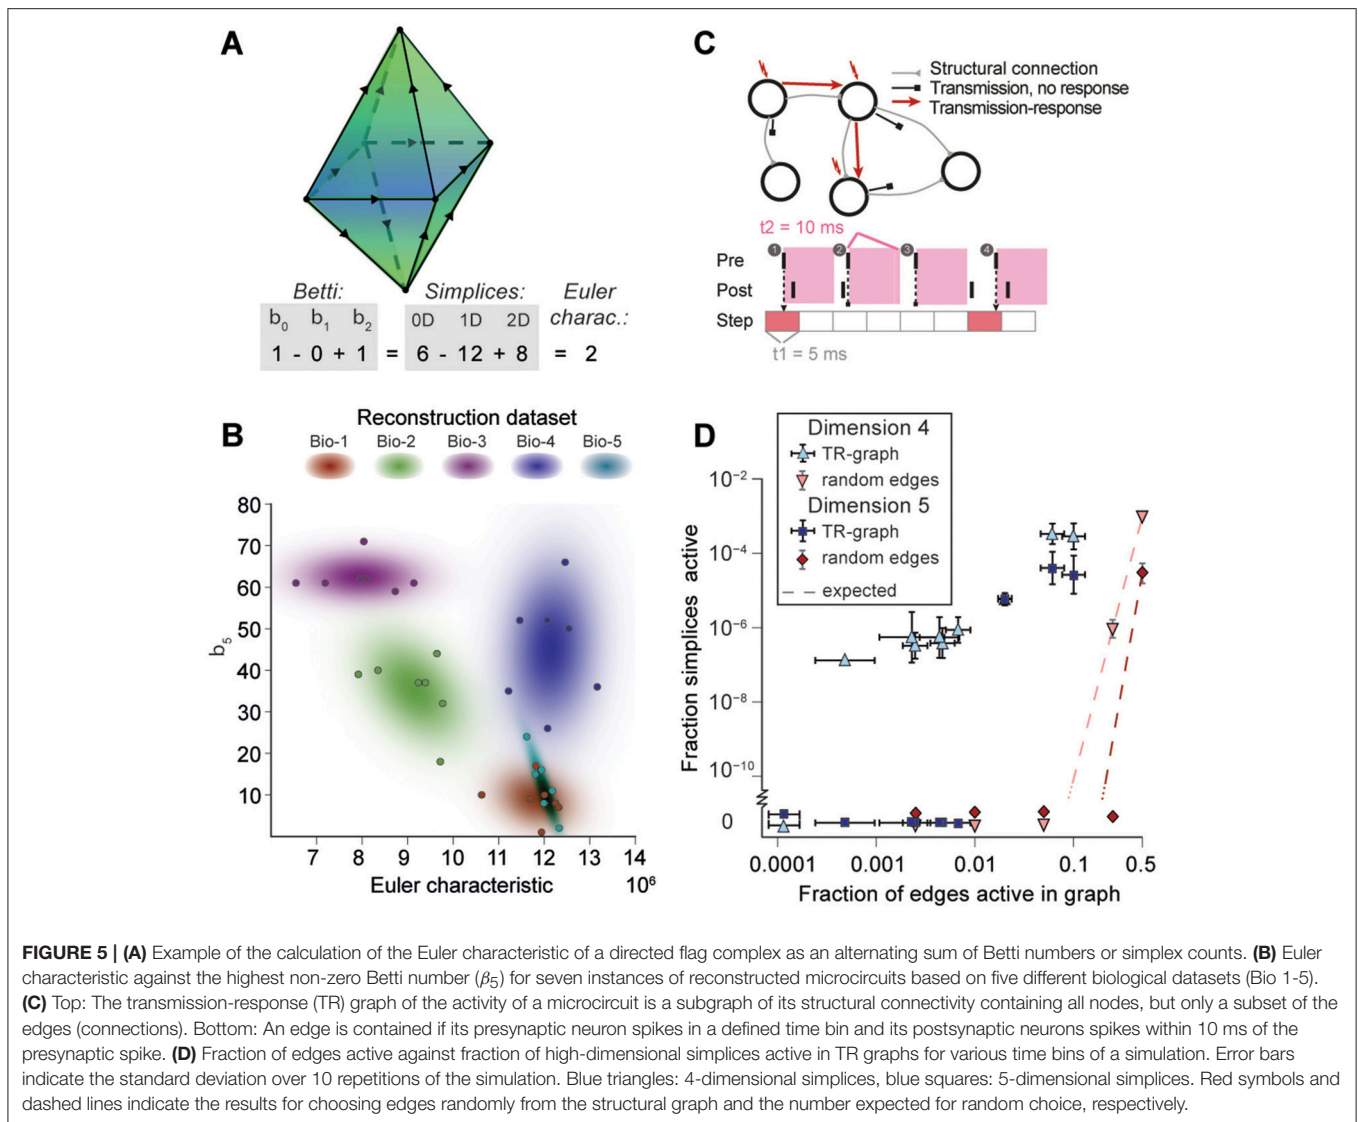 A
Betti:
Simplices:
Euler
charac.:
b0 b1 b2
0D 1D 2D
1 - 0 + 1 = 6 - 12 + 8 = 2
C
Structural connection
Transmission, no response
Transmission-response
t2 = 10 ms
1 2 3 4
Pre
Post
Step
t1 = 5 ms
B
Reconstruction dataset
Bio-1 Bio-2 Bio-3 Bio-4 Bio-5
b5
80
70
60
50
40
30
20
10
7 8 9 10 11 12 13 14
Euler characteristic
10^6
D
Dimension 4
TR-graph
random edges
Dimension 5
TR-graph
random edges
expected
Fraction simplices active
10^−2
10^−4
10^−6
10^−8
10^−10
0
0.0001 0.001 0.01 0.1 0.5
Fraction of edges active in graph
FIGURE 5 | (A) Example of the calculation of the Euler characteristic of a directed flag complex as an alternating sum of Betti numbers or simplex counts. (B) Euler
characteristic against the highest non-zero Betti number (β5) for seven instances of reconstructed microcircuits based on five different biological datasets (Bio 1-5).
(C) Top: The transmission-response (TR) graph of the activity of a microcircuit is a subgraph of its structural connectivity containing all nodes, but only a subset of the
edges (connections). Bottom: An edge is contained if its presynaptic neuron spikes in a defined time bin and its postsynaptic neurons spikes within 10 ms of the
presynaptic spike. (D) Fraction of edges active against fraction of high-dimensional simplices active in TR graphs for various time bins of a simulation. Error bars
indicate the standard deviation over 10 repetitions of the simulation. Blue triangles: 4-dimensional simplices, blue squares: 5-dimensional simplices. Red symbols and
dashed lines indicate the results for choosing edges randomly from the structural graph and the number expected for random choice, respectively.